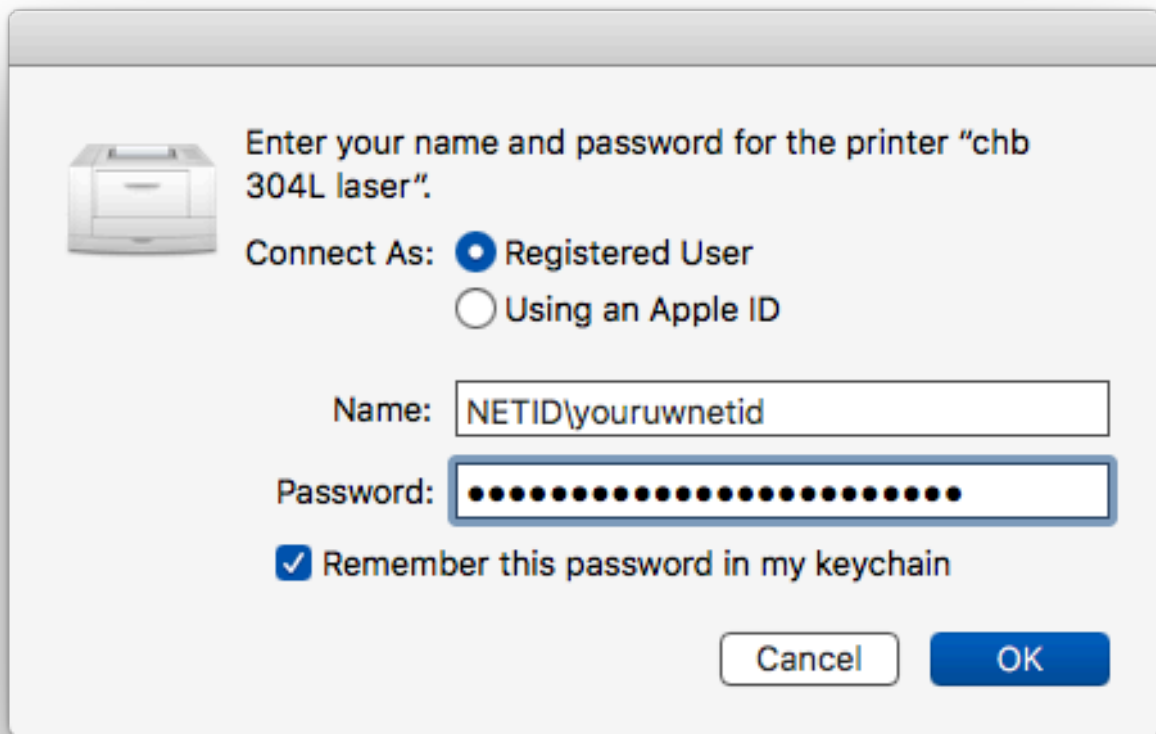 Enter your name and password for the printer “chb
304L laser”.
Connect As: Registered User
Using an Apple ID
Name: NETID\youruwnetid
Password: ••••••••••••••••••••••••
Remember this password in my keychain
Cancel OK